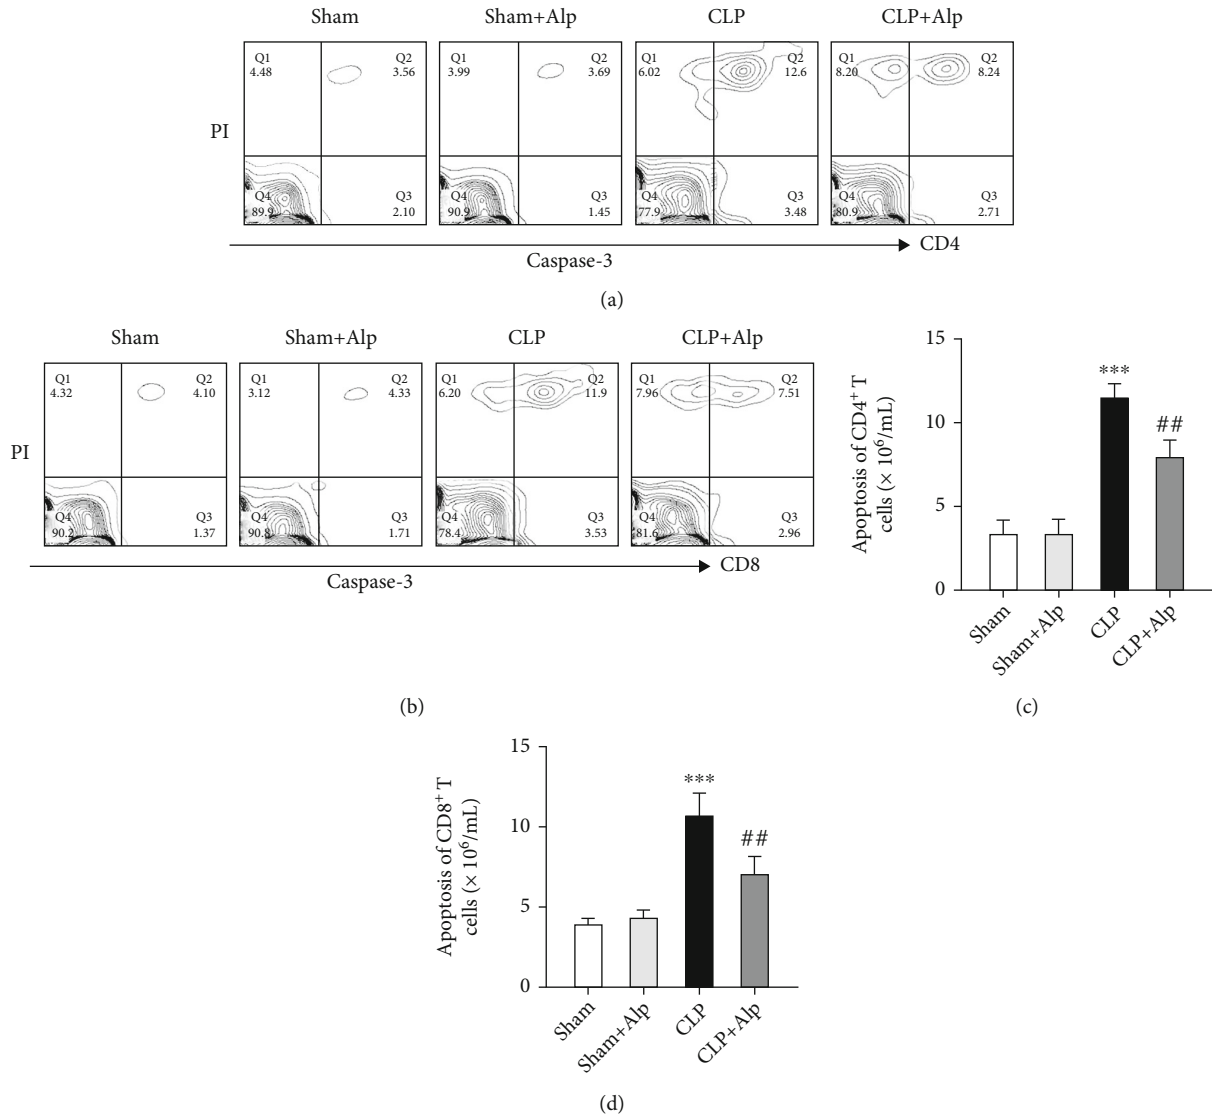 Sham Sham+Alp CLP CLP+Alp
Q1 Q2 Q1 Q2 Q1 Q2 Q1 Q2
4.48 3.56 3.99 3.69 6.02 12.6 8.20 8.24
PI
Q4 Q3 Q4 Q3 Q4 Q3 Q4 Q3
89.9 2.10 90.9 1.45 77.9 3.48 80.9 2.71
CD4
Caspase-3
(a)
Sham Sham+Alp CLP CLP+Alp
Q1 Q2 Q1 Q2 Q1 Q2 Q1 Q2
4.32 4.10 3.12 4.33 6.20 11.9 7.96 7.51
PI
Q4 Q3 Q4 Q3 Q4 Q3 Q4 Q3
90.2 1.37 90.8 1.71 78.4 3.53 81.6 2.96
CD8
Caspase-3
(b)
Apoptosis of CD4⁺ T
cells (× 10⁶/mL)
15
10
5
0
***
##
Sham
Sham+Alp
CLP
CLP+Alp
(c)
Apoptosis of CD8⁺ T
cells (× 10⁶/mL)
15
10
5
0
***
##
Sham
Sham+Alp
CLP
CLP+Alp
(d)